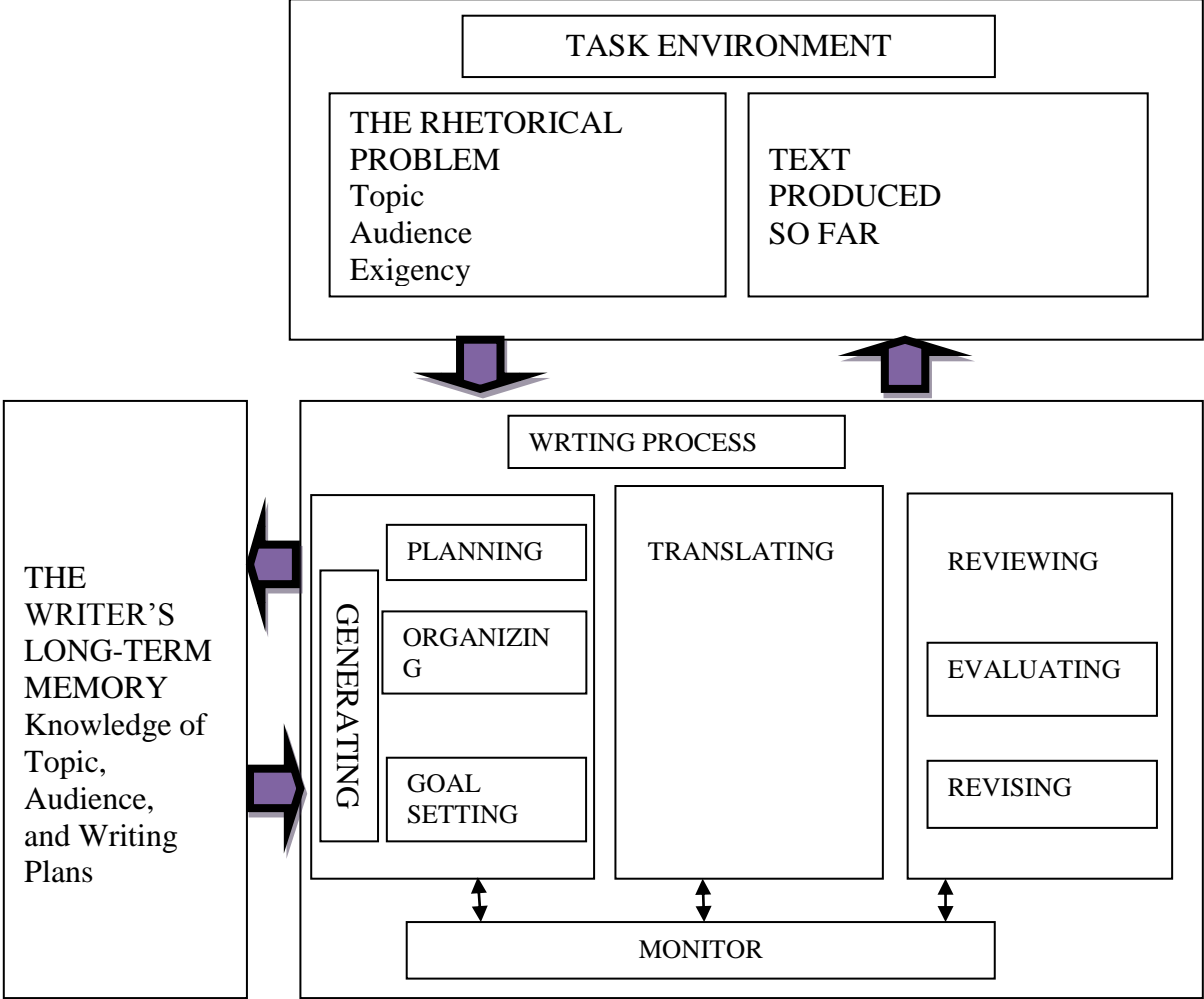 TASK ENVIRONMENT
THE RHETORICAL
PROBLEM
Topic
Audience
Exigency
TEXT
PRODUCED
SO FAR
THE
WRITER’S
LONG-TERM
MEMORY
Knowledge of
Topic,
Audience,
and Writing
Plans
WRTING PROCESS
GENERATING
PLANNING
ORGANIZIN
G
GOAL
SETTING
TRANSLATING
REVIEWING
EVALUATING
REVISING
MONITOR